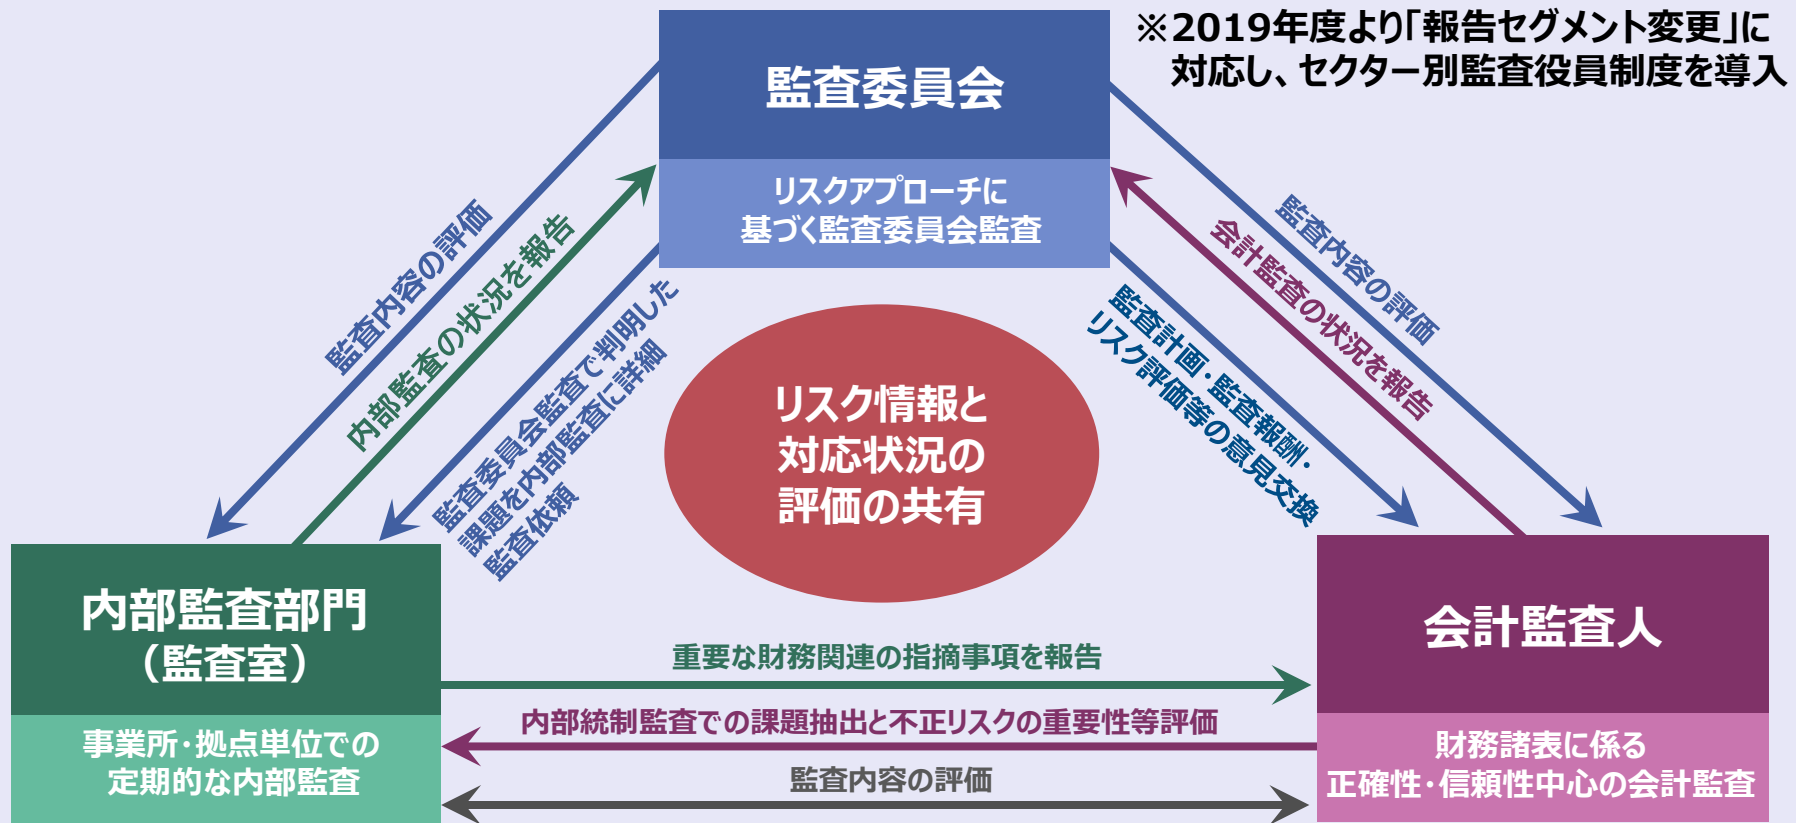 ※2019年度より「報告セグメント変更」に
対応し、セクター別監査役員制度を導入
監査委員会
リスクアプローチに
基づく監査委員会監査
監査内容の評価
内部監査の状況を報告
監査委員会監査で判明した
課題を内部監査に詳細
監査依頼
監査内容の評価
会計監査の状況を報告
監査計画・監査報酬・
リスク評価等の意見交換
リスク情報と
対応状況の
評価の共有
内部監査部門
（監査室）
事業所・拠点単位での
定期的な内部監査
会計監査人
財務諸表に係る
正確性・信頼性中心の会計監査
重要な財務関連の指摘事項を報告
内部統制監査での課題抽出と不正リスクの重要性等評価
監査内容の評価